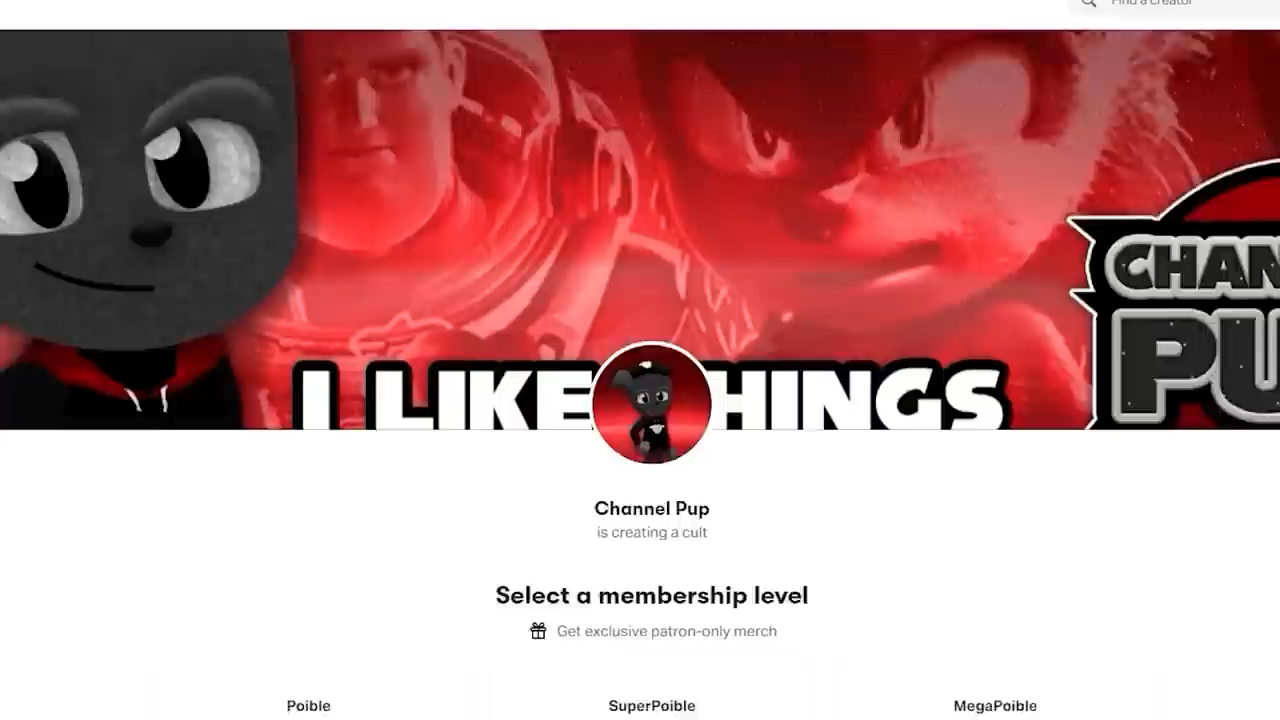 Find a creator
CHAN
PU
I LIKE HINGS
Channel Pup
is creating a cult
Select a membership level
Get exclusive patron-only merch
Poible
SuperPoible
MegaPoible